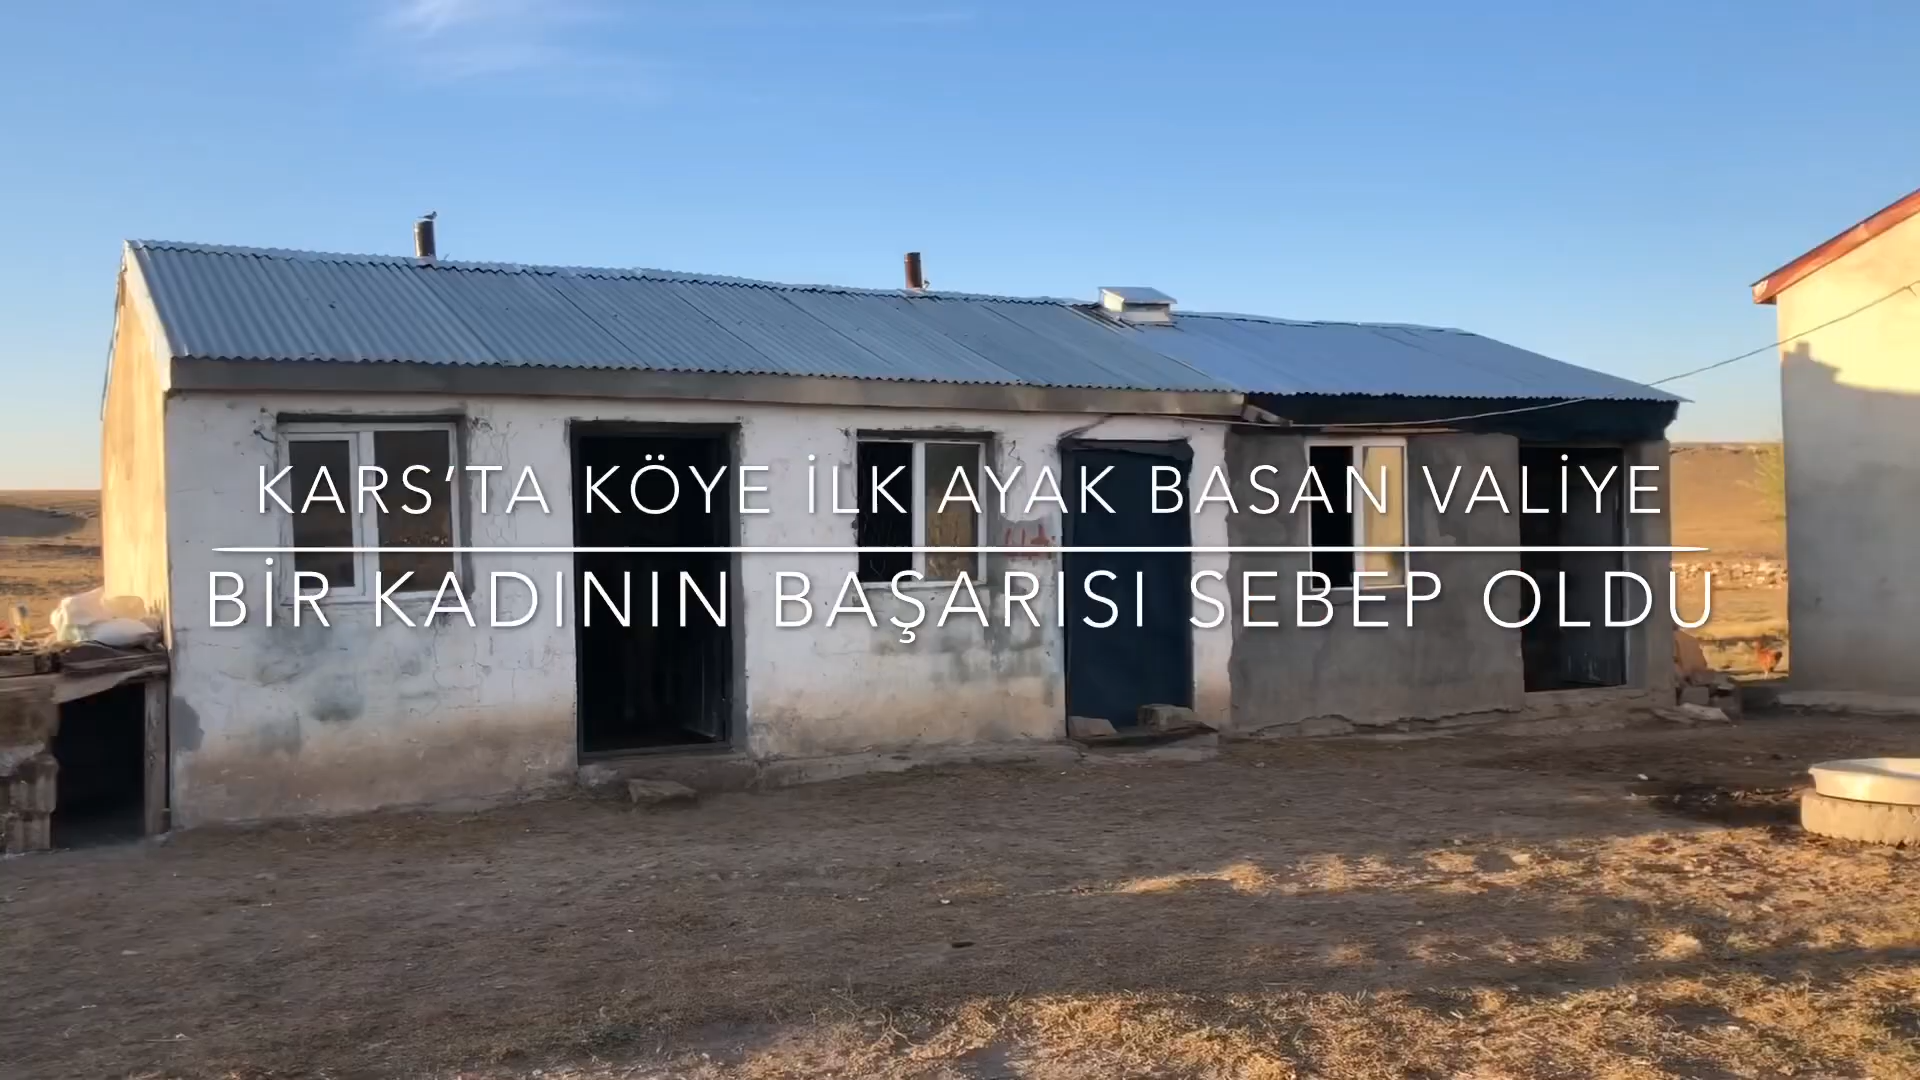 KARS’TA KÖYE İLK AYAK BASAN VALİYE
BİR KADININ BAŞARISI SEBEP OLDU